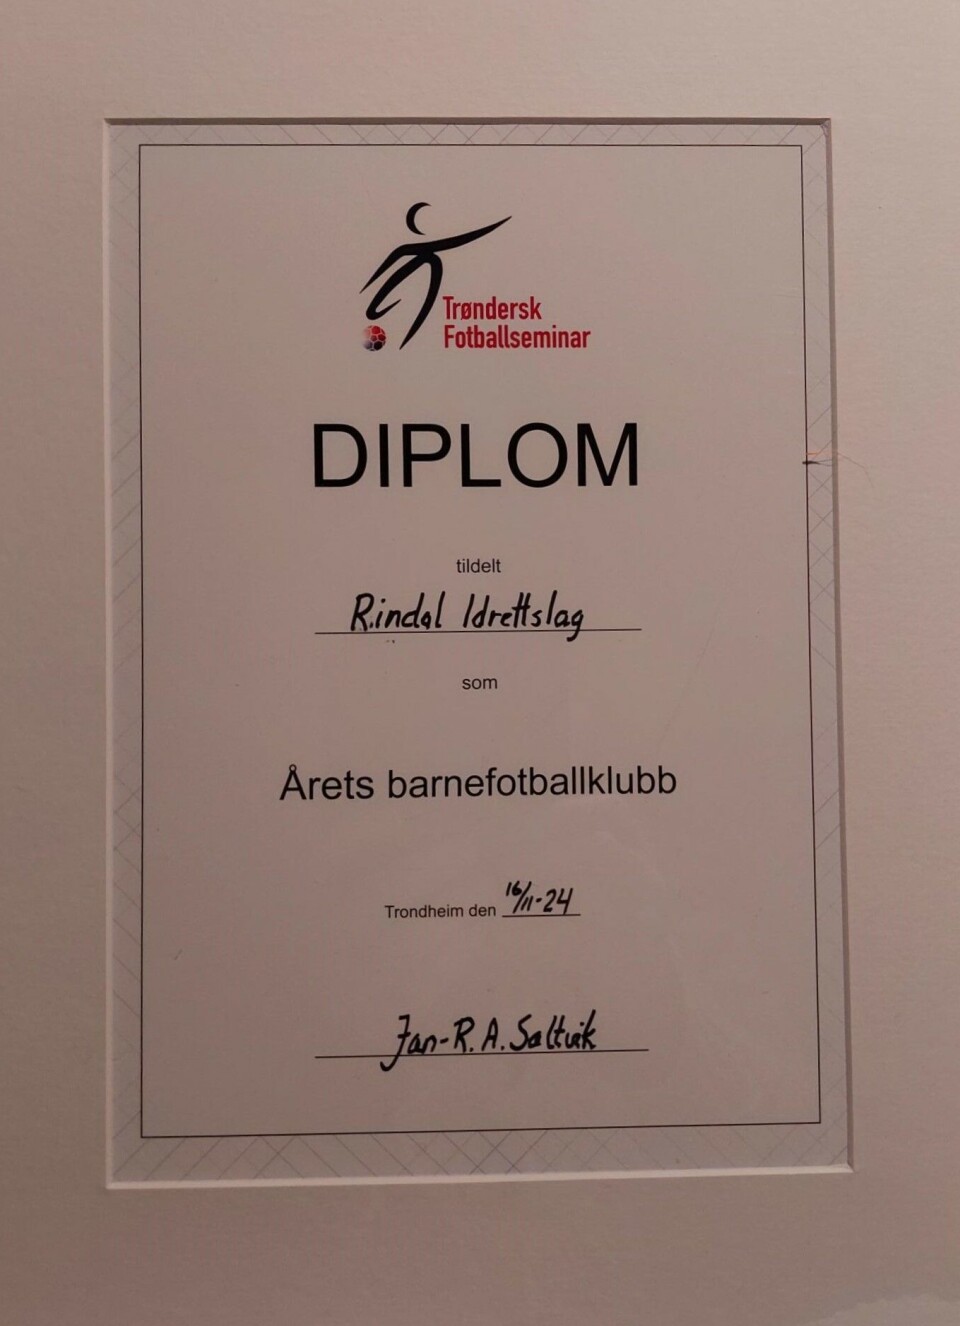 Trøndersk
Fotballseminar
DIPLOM
tildelt
Rindal Idrettslag
som
Årets barnefotballklubb
Trondheim den 16/11-24
Jan-R. A. Saltvik